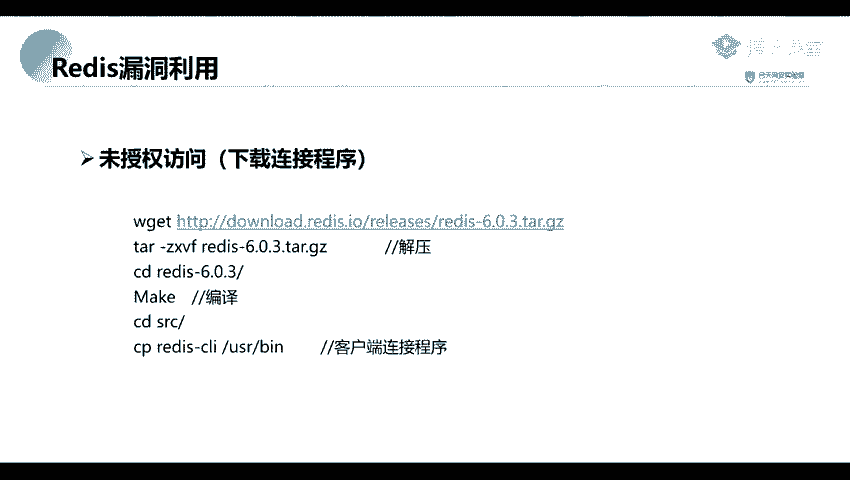 Redis漏洞利用
未授权访问（下载连接程序）
wget http://download.redis.io/releases/redis-6.0.3.tar.gz
tar -zxvf redis-6.0.3.tar.gz //解压
cd redis-6.0.3/
Make //编译
cd src/
cp redis-cli /usr/bin //客户端连接程序